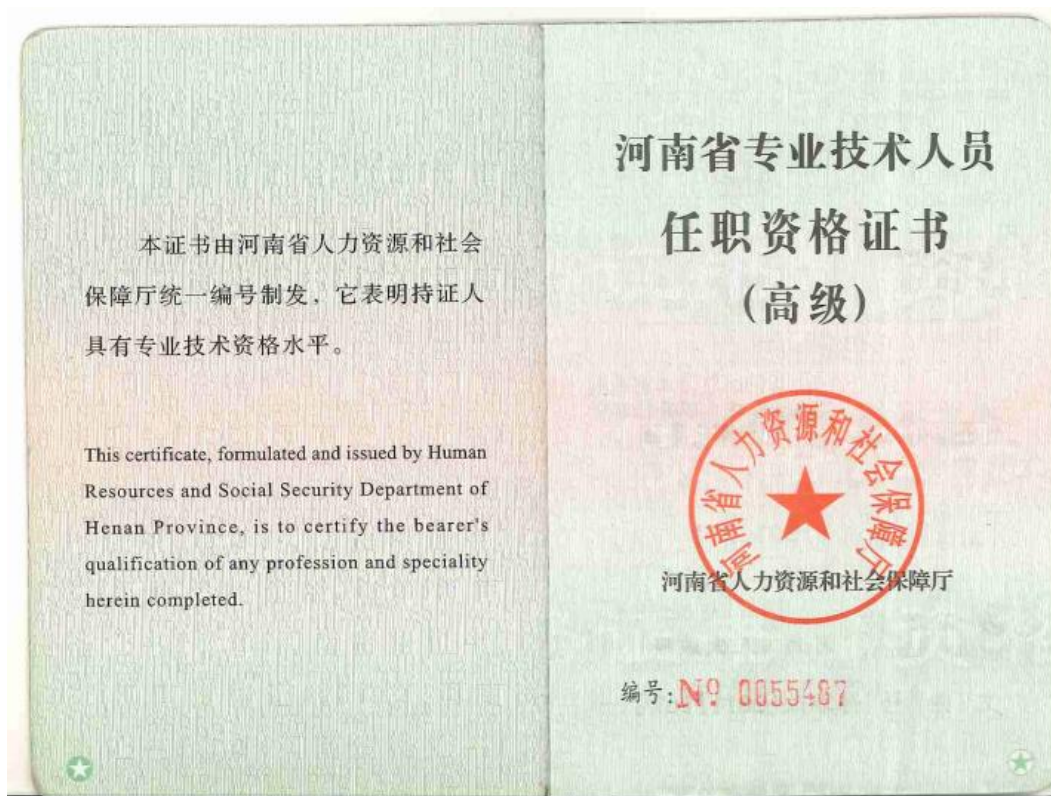 本证书由河南省人力资源和社会
保障厅统一编号制发，它表明持证人
具有专业技术资格水平。
This certificate, formulated and issued by Human
Resources and Social Security Department of
Henan Province, is to certify the bearer's
qualification of any profession and speciality
herein completed.
河南省专业技术人员
任职资格证书
(高级)
河南省人力资源和社会保障厅
河南省人力资源和社会保障厅
编号:№ 0055467